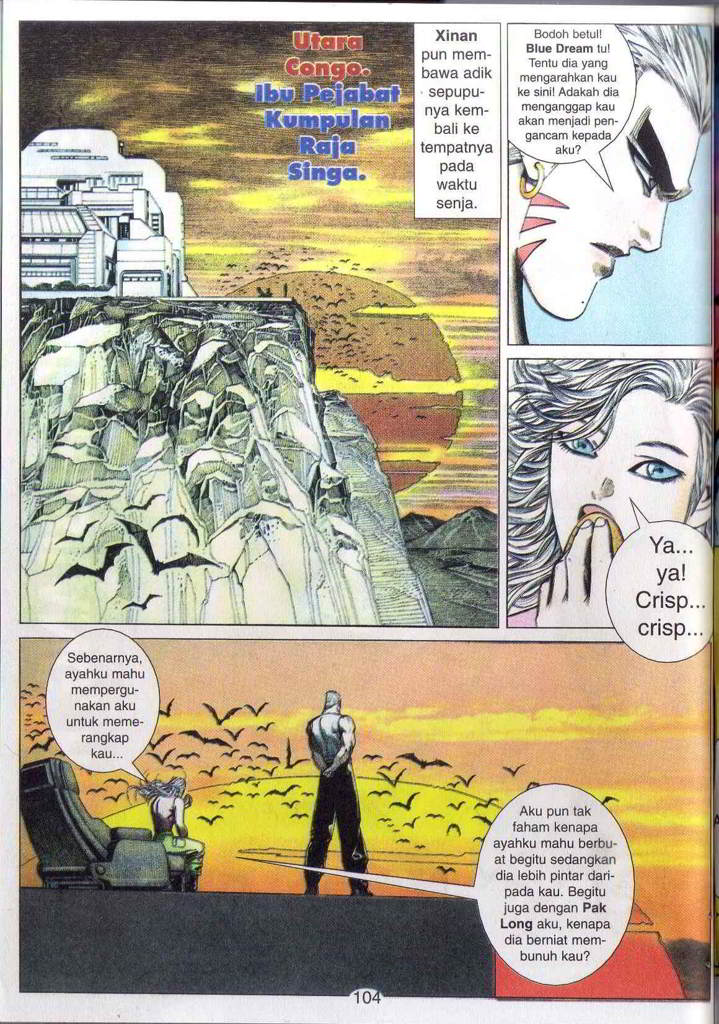 Utara
Congo.
Ibu Pejabat
Kumpulan
Raja
Singa.
Xinan
pun mem-
bawa adik
sepupu-
nya kem-
bali ke
tempatnya
pada
waktu
senja.
Bodoh betul!
Blue Dream tu!
Tentu dia yang
mengarahkan kau
ke sini! Adakah dia
menganggap kau
akan menjadi pen-
gancam kepada
aku?
Ya...
ya!
Crisp...
crisp...
Sebenarnya,
ayahku mahu
mempergu-
nakan aku
untuk meme-
rangkap
kau...
Aku pun tak
faham kenapa
ayahku mahu ber-
buat begitu sedangkan
dia lebih pintar dari-
pada kau. Begitu
juga dengan Pak
Long aku, kenapa
dia berniat mem-
bunuh kau?
104